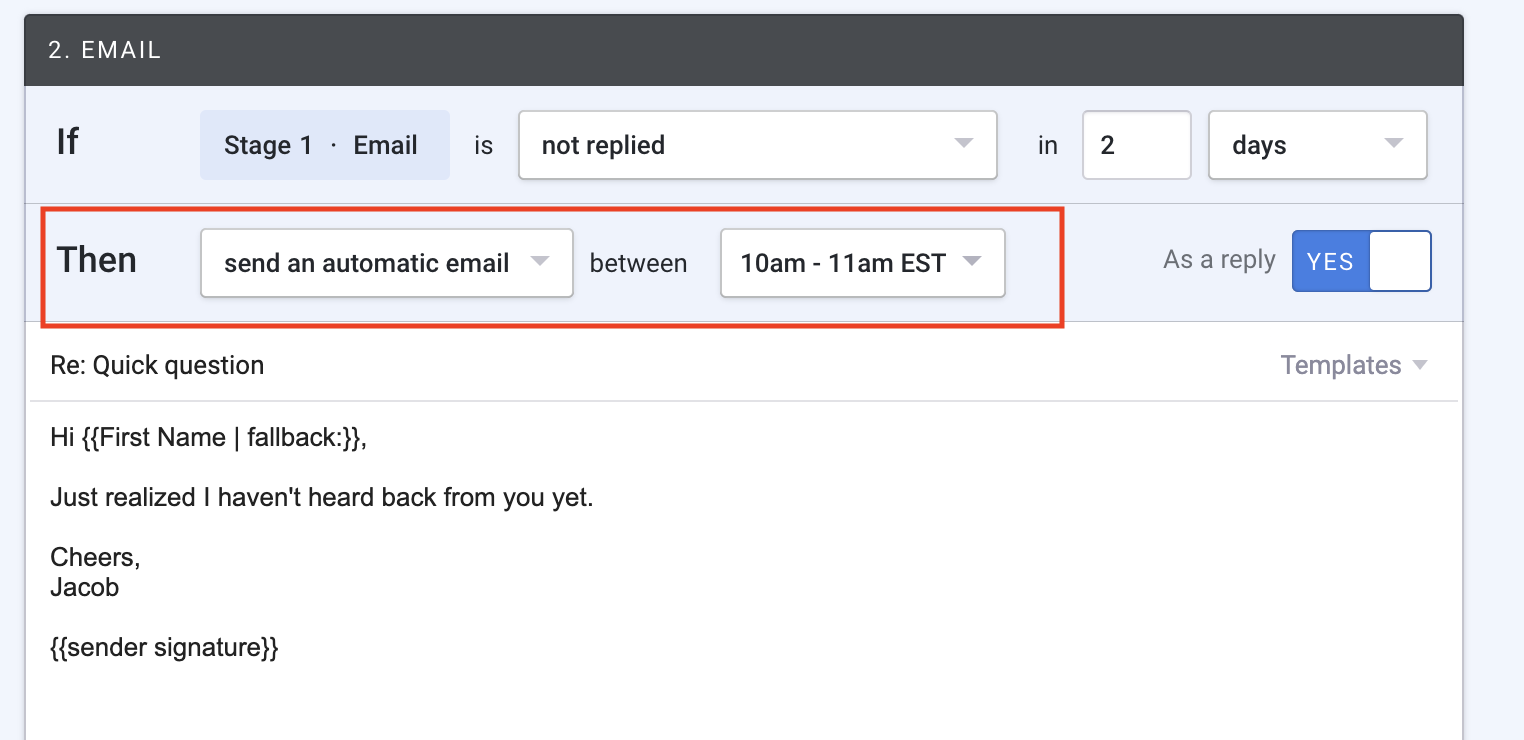 2. EMAIL
If Stage 1 · Email is not replied in 2 days
Then send an automatic email between 10am - 11am EST As a reply YES
Re: Quick question Templates
Hi {{First Name | fallback:}},
Just realized I haven't heard back from you yet.
Cheers,
Jacob
{{sender signature}}